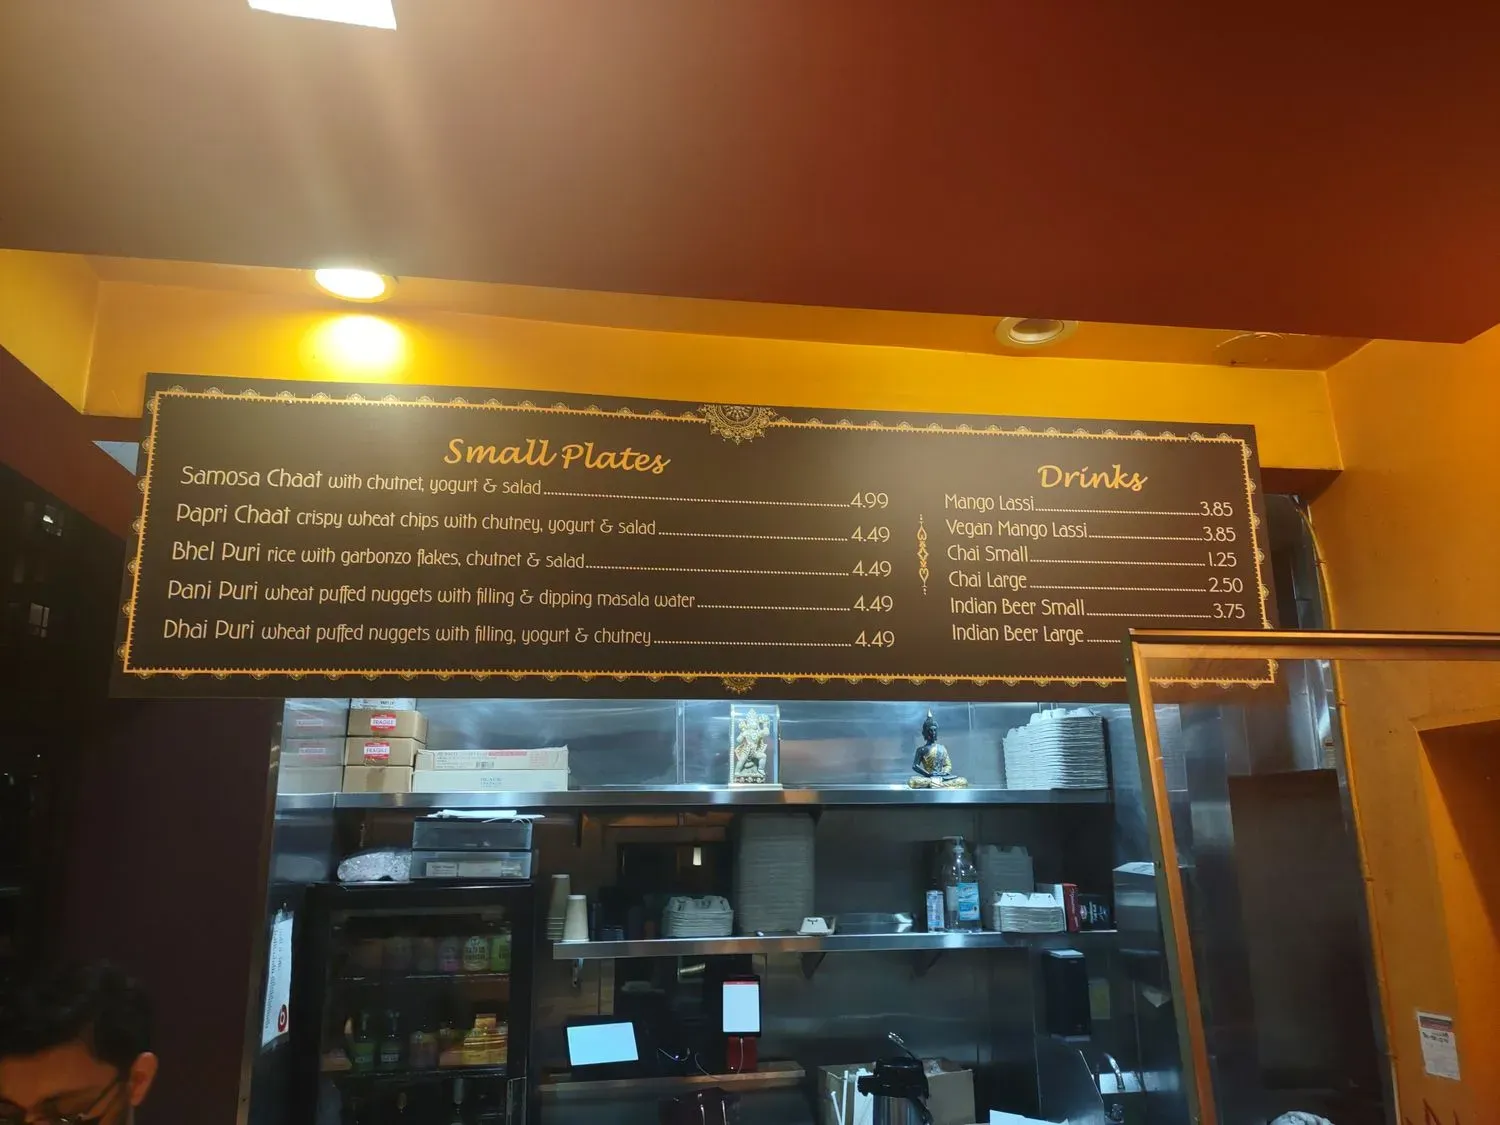 Small Plates
Samosa Chaat with chutnet, yogurt & salad 4.99
Papri Chaat crispy wheat chips with chutney, yogurt & salad 4.49
Bhel Puri rice with garbonzo flakes, chutnet & salad 4.49
Pani Puri wheat puffed nuggets with filling & dipping masala water 4.49
Dhai Puri wheat puffed nuggets with filling, yogurt & chutney 4.49
Drinks
Mango Lassi 3.85
Vegan Mango Lassi 3.85
Chai Small 1.25
Chai Large 2.50
Indian Beer Small 3.75
Indian Beer Large
FRAGILE
FRAGILE